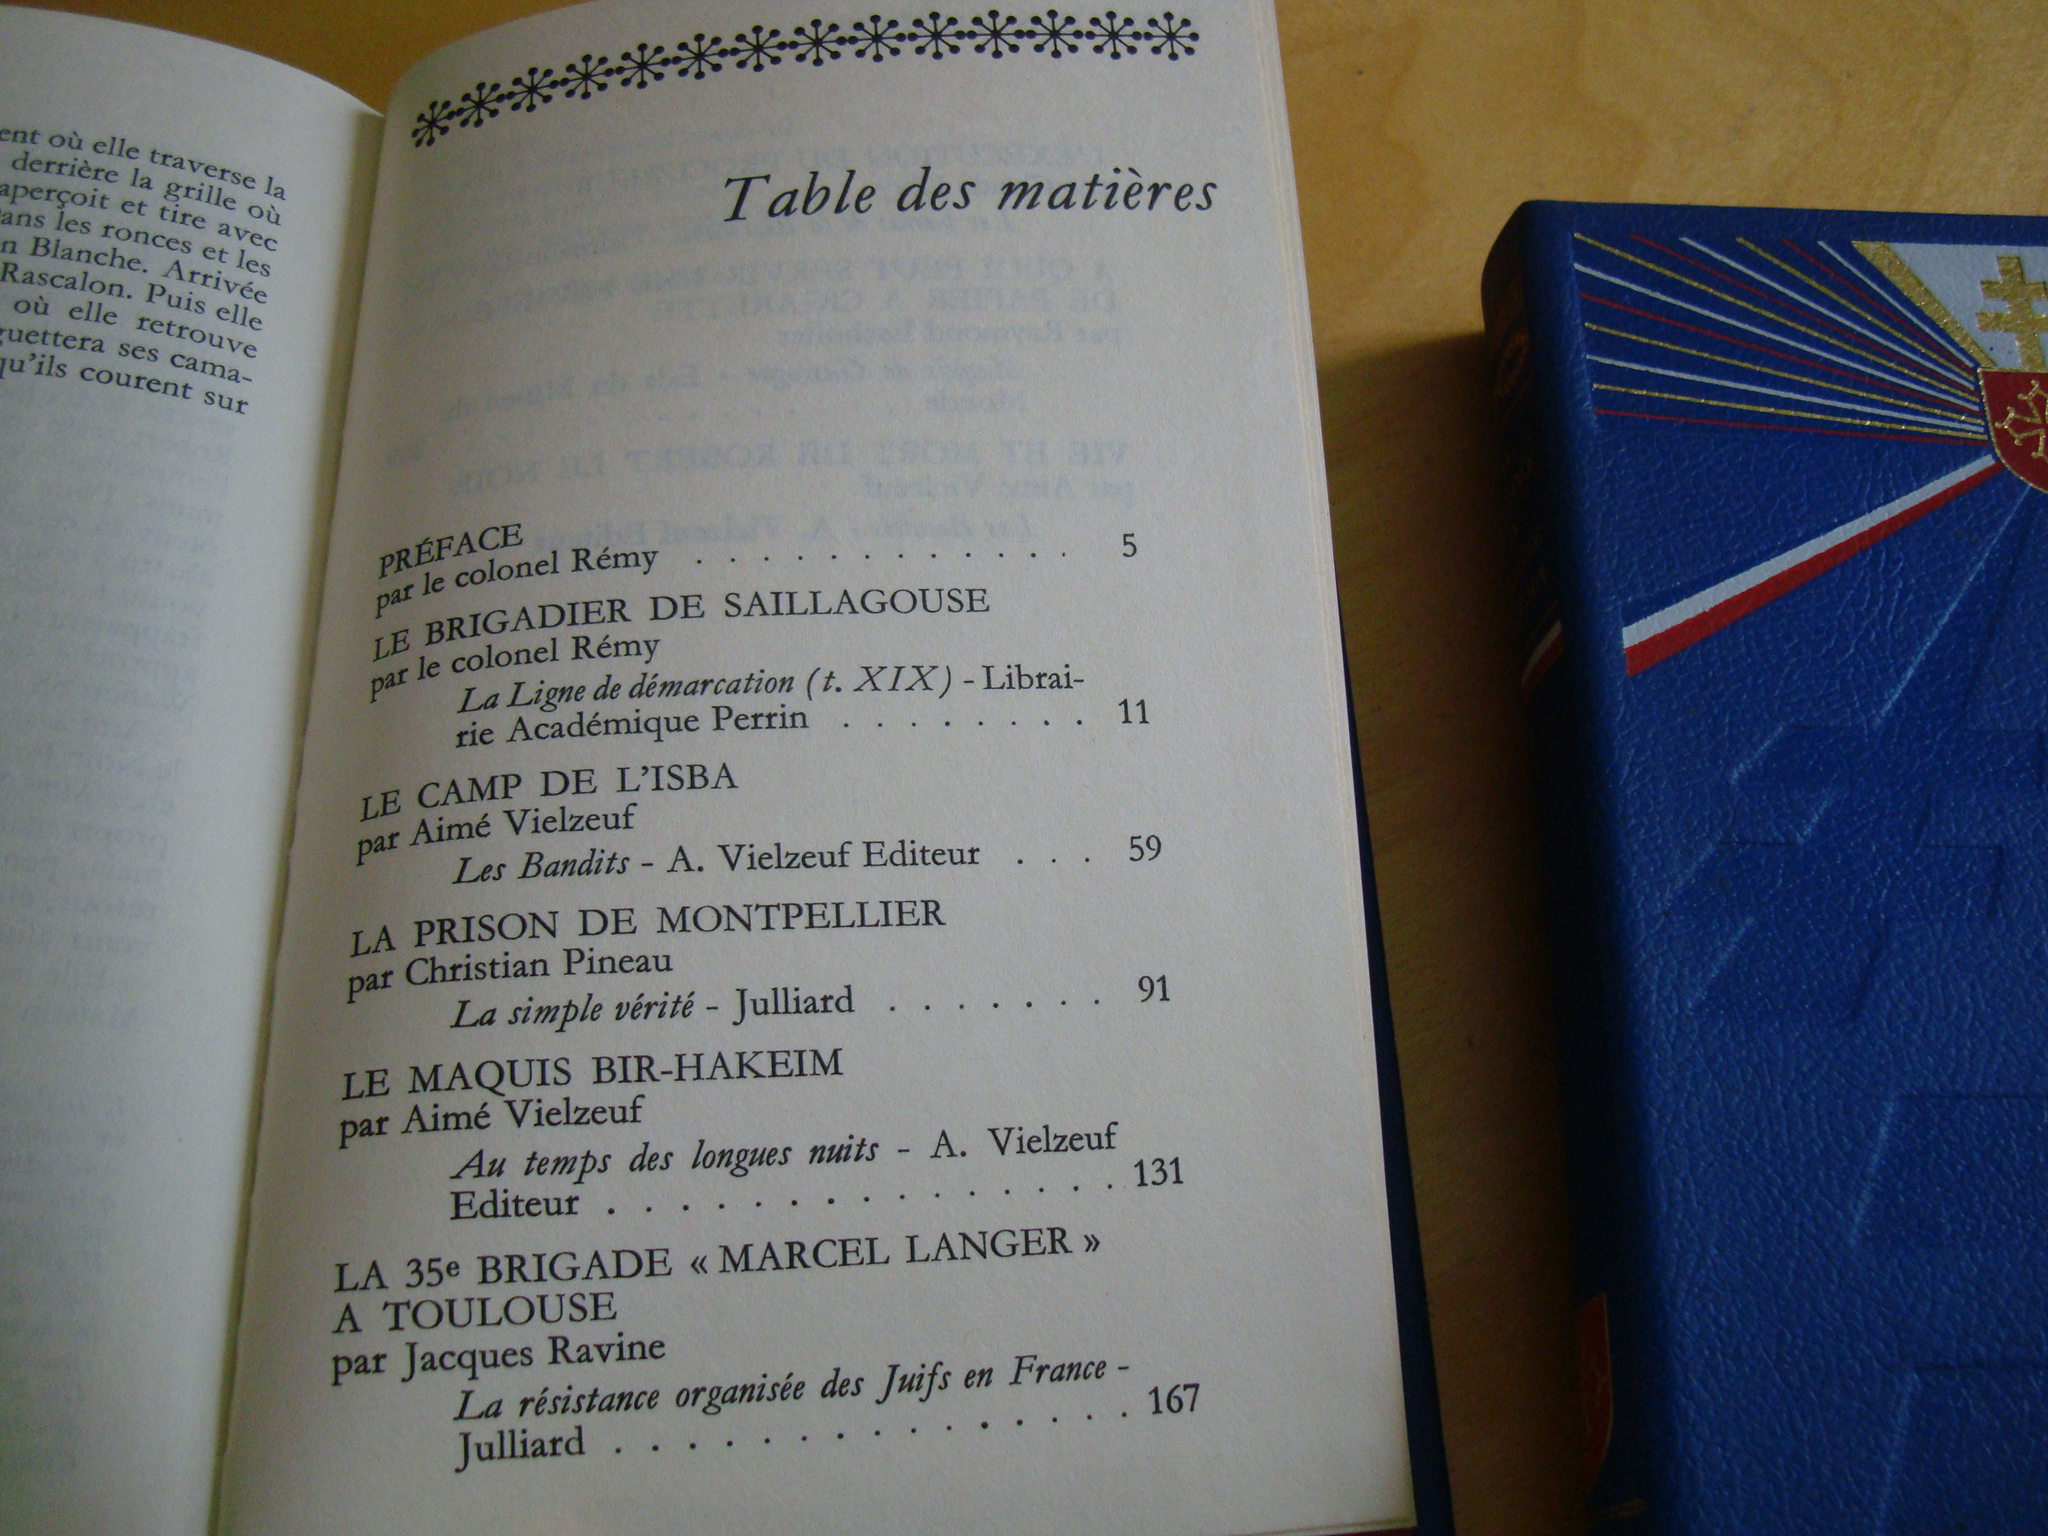 ent où elle traverse la
derrière la grille où
aperçoit et tire avec
ans les ronces et les
n Blanche. Arrivée
Rascalon. Puis elle
où elle retrouve
guettera ses cama-
qu'ils courent sur
Table des matières
PRÉFACE
par le colonel Rémy . . . . . . . . . . . . 5
LE BRIGADIER DE SAILLAGOUSE
par le colonel Rémy
La Ligne de démarcation (t. XIX) - Librai-
rie Académique Perrin . . . . . . . . 11
LE CAMP DE L'ISBA
par Aimé Vielzeuf
Les Bandits - A. Vielzeuf Editeur . . . 59
LA PRISON DE MONTPELLIER
par Christian Pineau
La simple vérité - Julliard . . . . . . . 91
LE MAQUIS BIR-HAKEIM
par Aimé Vielzeuf
Au temps des longues nuits - A. Vielzeuf
Editeur . . . . . . . . . . . . . . 131
LA 35e BRIGADE « MARCEL LANGER »
A TOULOUSE
par Jacques Ravine
La résistance organisée des Juifs en France -
Julliard . . . . . . . . . . . . . . 167